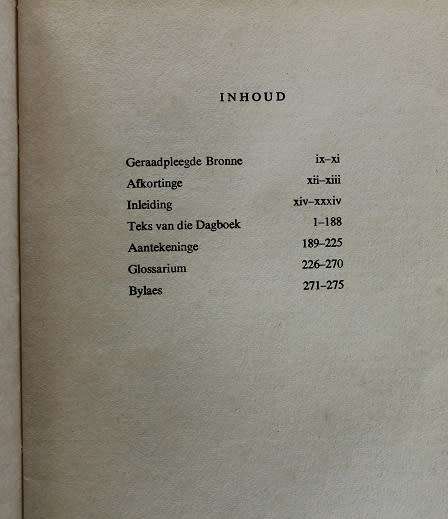 INHOUD
Geraadpleegde Bronne ix–xi
Afkortinge xii–xiii
Inleiding xiv–xxxiv
Teks van die Dagboek 1–188
Aantekeninge 189–225
Glossarium 226–270
Bylaes 271–275